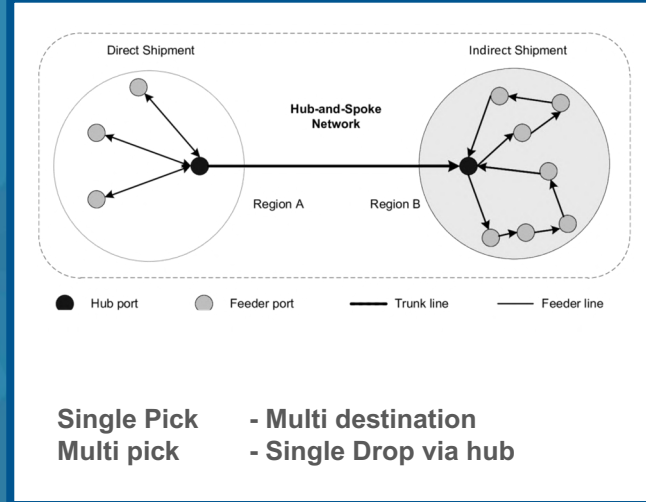 Direct Shipment
Indirect Shipment
Hub-and-Spoke
Network
Region A
Region B
Hub port
Feeder port
Trunk line
Feeder line
Single Pick - Multi destination
Multi pick - Single Drop via hub